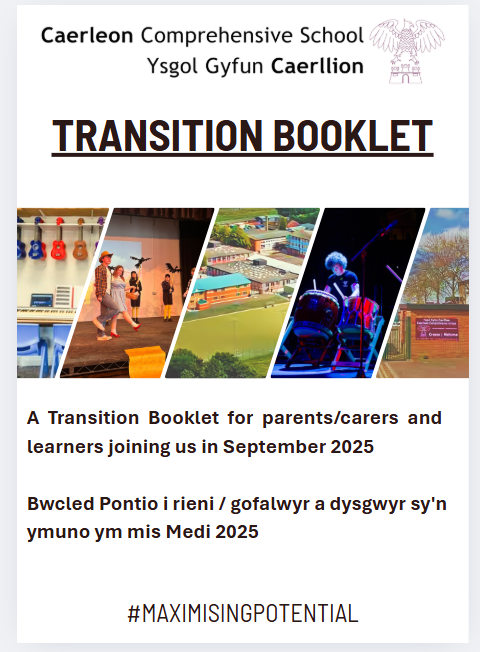 Caerleon Comprehensive School
Ysgol Gyfun Caerllion
TRANSITION BOOKLET
A Transition Booklet for parents/carers and
learners joining us in September 2025
Bwcled Pontio i rieni / gofalwyr a dysgwyr sy'n
ymuno ym mis Medi 2025
#MAXIMISINGPOTENTIAL